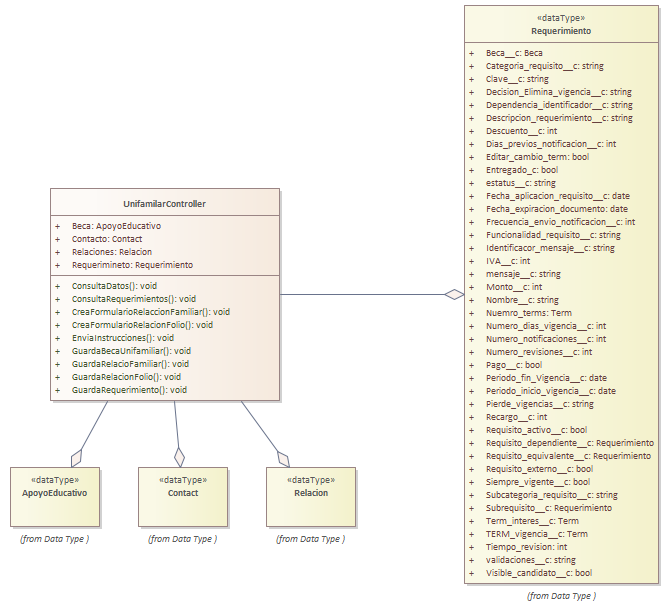 «dataType»
Requerimiento
+ Beca__c: Beca
+ Categoria_requisito__c: string
+ Clave__c: string
+ Decision_Elimina_vigencia__c: string
+ Dependencia_identificador__c: string
+ Descripcion_requerimiento__c: string
+ Descuento__c: int
+ Dias_previos_notificacion__c: int
+ Editar_cambio_term: bool
+ Entregado_c: bool
+ estatus__c: string
+ Fecha_aplicacion_requisito__c: date
+ Fecha_expiracion_documento: date
+ Frecuencia_envio_notificacion__c: int
+ Funcionalidad_requisito__c: string
+ Identificacor_mensaje__c: string
+ IVA__c: int
+ mensaje__c: string
+ Monto__c: int
+ Nombre__c: string
+ Nuemro_terms: Term
+ Numero_dias_vigencia__c: int
+ Numero_notificaciones__c: int
+ Numero_revisiones__c: int
+ Pago__c: bool
+ Periodo_fin_Vigencia__c: date
+ Periodo_inicio_vigencia__c: date
+ Pierde_vigencias__c: string
+ Recargo__c: int
+ Requisito_activo__c: bool
+ Requisito_dependiente__c: Requerimiento
+ Requisito_equivalente__c: Requerimiento
+ Requisito_externo__c: bool
+ Siempre_vigente__c: bool
+ Subcategoria_requisito__c: string
+ Subrequisito__c: Requerimiento
+ Term_interes__c: Term
+ TERM_vigencia__c: Term
+ Tiempo_revision: int
+ validaciones__c: string
+ Visible_candidato__c: bool
(from Data Type )
UnifamilarController
+ Beca: ApoyoEducativo
+ Contacto: Contact
+ Relaciones: Relacion
+ Requerimineto: Requerimiento
+ ConsultaDatos(): void
+ ConsultaRequerimientos(): void
+ CreaFormularioRelaccionFamiliar(): void
+ CreaFormularioRelacionFolio(): void
+ EnviaInstrucciones(): void
+ GuardaBecaUnifamiliar(): void
+ GuardaRelacioFamiliar(): void
+ GuardaRelacionFolio(): void
+ GuardaRequerimiento(): void
«dataType»
ApoyoEducativo
(from Data Type )
«dataType»
Contact
(from Data Type )
«dataType»
Relacion
(from Data Type )